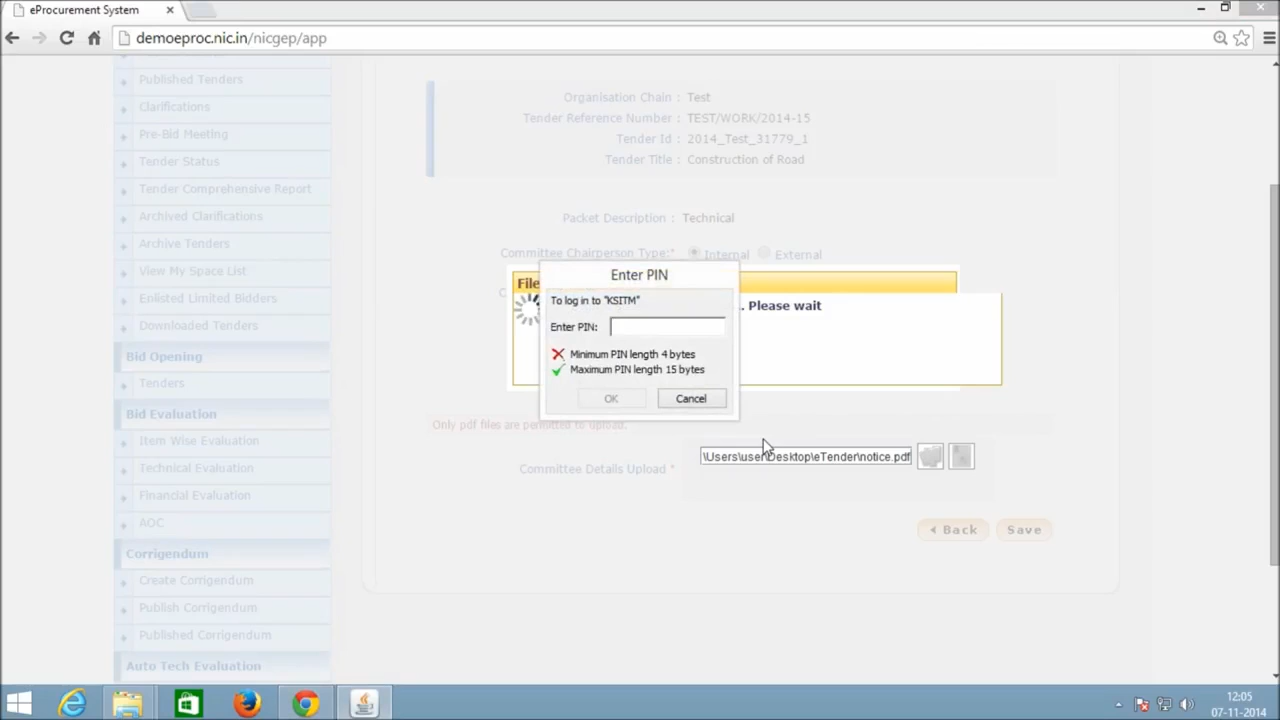 eProcurement System
demoeproc.nic.in/nicgep/app
Published Tenders
Clarifications
Pre-Bid Meeting
Tender Status
Tender Comprehensive Report
Archived Clarifications
Archive Tenders
View My Space List
Enlisted Limited Bidders
Downloaded Tenders
Bid Opening
Tenders
Bid Evaluation
Item Wise Evaluation
Technical Evaluation
Financial Evaluation
AOC
Corrigendum
Create Corrigendum
Publish Corrigendum
Published Corrigendum
Auto Tech Evaluation
Organisation Chain : Test
Tender Reference Number : TEST/WORK/2014-15
Tender Id : 2014_Test_31779_1
Tender Title : Construction of Road
Packet Description : Technical
Committee Chairperson Type:* Internal External
File
. Please wait
Enter PIN
To log in to "KSITM"
Enter PIN:
Minimum PIN length 4 bytes
Maximum PIN length 15 bytes
OK Cancel
Only pdf files are permitted to upload.
Committee Details Upload * \Users\user\Desktop\eTender\notice.pdf
Back Save
12:05
07-11-2014